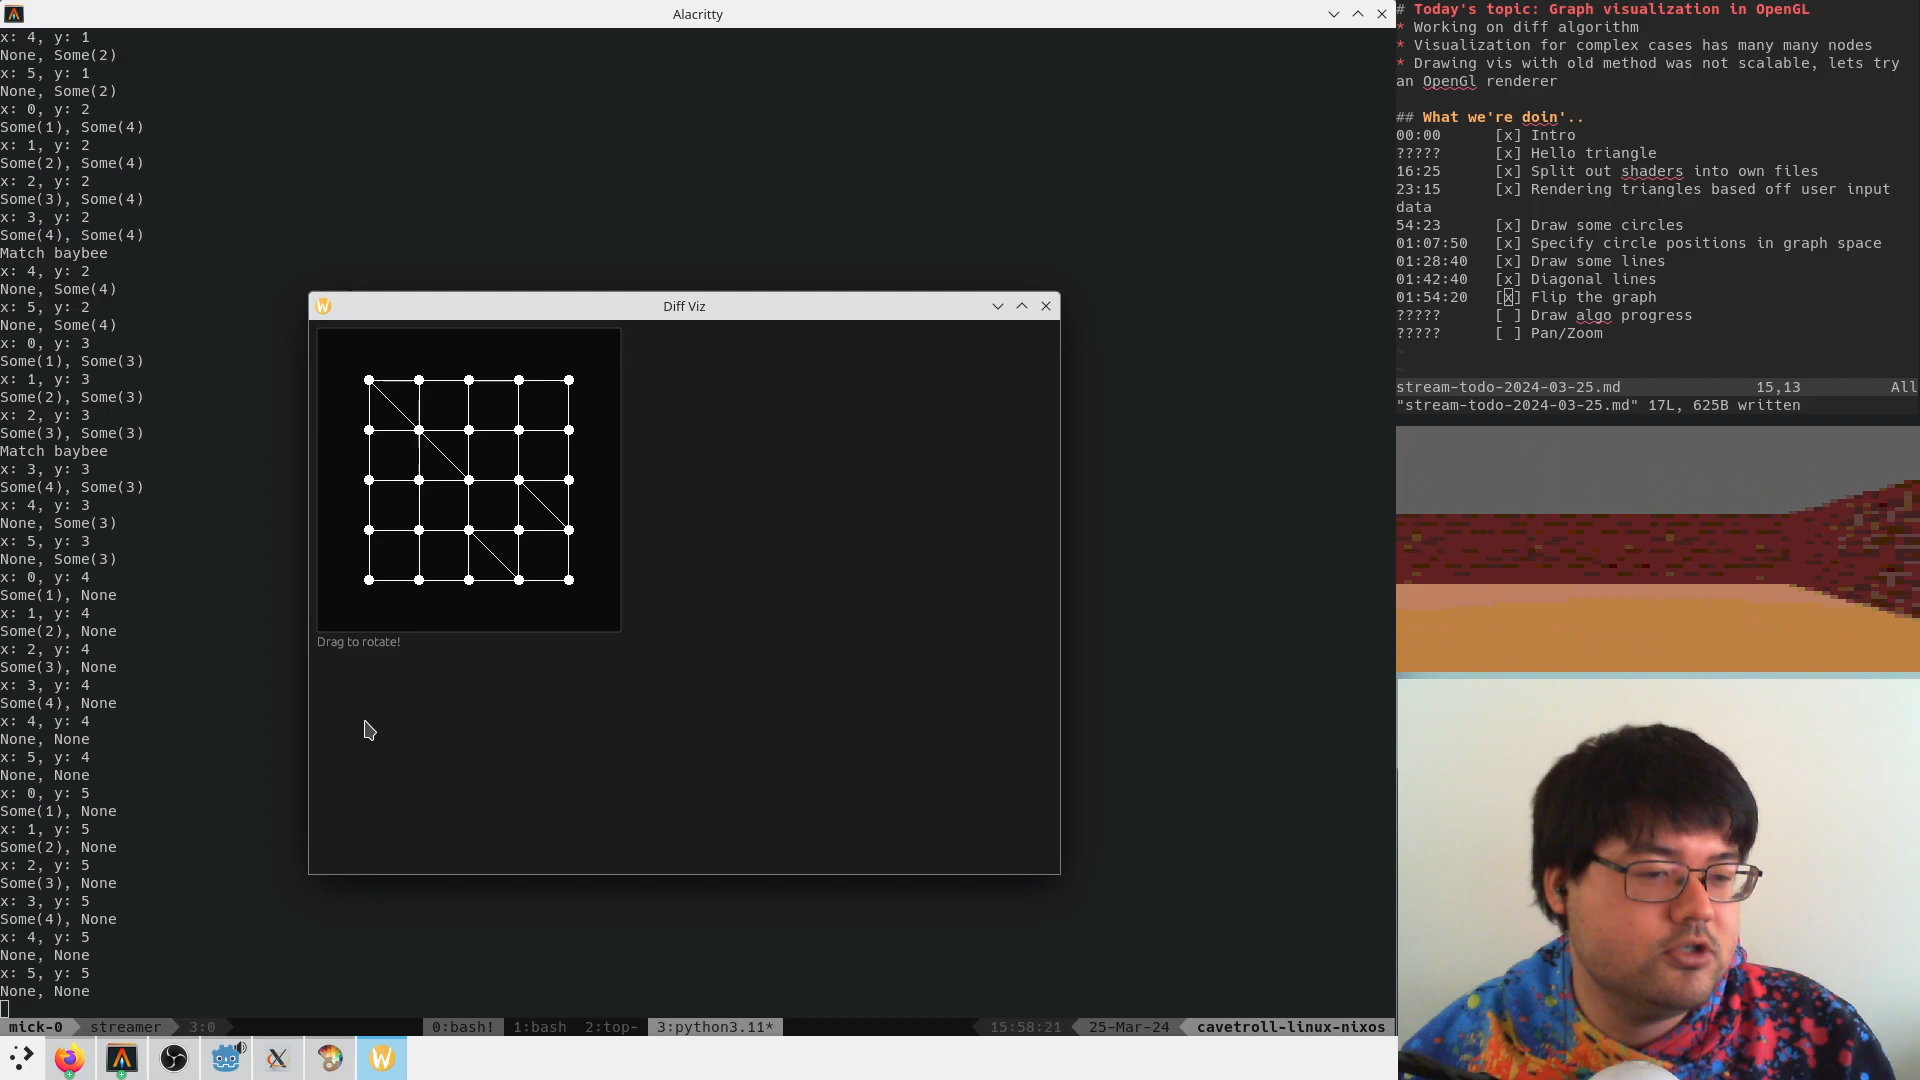 Alacritty
x: 4, y: 1
None, Some(2)
x: 5, y: 1
None, Some(2)
x: 0, y: 2
Some(1), Some(4)
x: 1, y: 2
Some(2), Some(4)
x: 2, y: 2
Some(3), Some(4)
x: 3, y: 2
Some(4), Some(4)
Match baybee
x: 4, y: 2
None, Some(4)
x: 5, y: 2
None, Some(4)
x: 0, y: 3
Some(1), Some(3)
x: 1, y: 3
Some(2), Some(3)
x: 2, y: 3
Some(3), Some(3)
Match baybee
x: 3, y: 3
Some(4), Some(3)
x: 4, y: 3
None, Some(3)
x: 5, y: 3
None, Some(3)
x: 0, y: 4
Some(1), None
x: 1, y: 4
Some(2), None
x: 2, y: 4
Some(3), None
x: 3, y: 4
Some(4), None
x: 4, y: 4
None, None
x: 5, y: 4
None, None
x: 0, y: 5
Some(1), None
x: 1, y: 5
Some(2), None
x: 2, y: 5
Some(3), None
x: 3, y: 5
Some(4), None
x: 4, y: 5
None, None
x: 5, y: 5
None, None
mick-0 streamer 3:0 0:bash! 1:bash 2:top- 3:python3.11* 15:58:21 25-Mar-24 cavetroll-linux-nixos
Diff Viz
Drag to rotate!
# Today's topic: Graph visualization in OpenGL
* Working on diff algorithm
* Visualization for complex cases has many many nodes
* Drawing vis with old method was not scalable, lets try
an OpenGl renderer
## What we're doin'..
00:00 [x] Intro
????? [x] Hello triangle
16:25 [x] Split out shaders into own files
23:15 [x] Rendering triangles based off user input
data
54:23 [x] Draw some circles
01:07:50 [x] Specify circle positions in graph space
01:28:40 [x] Draw some lines
01:42:40 [x] Diagonal lines
01:54:20 [x] Flip the graph
????? [ ] Draw algo progress
????? [ ] Pan/Zoom
~
~
stream-todo-2024-03-25.md 15,13 All
"stream-todo-2024-03-25.md" 17L, 625B written